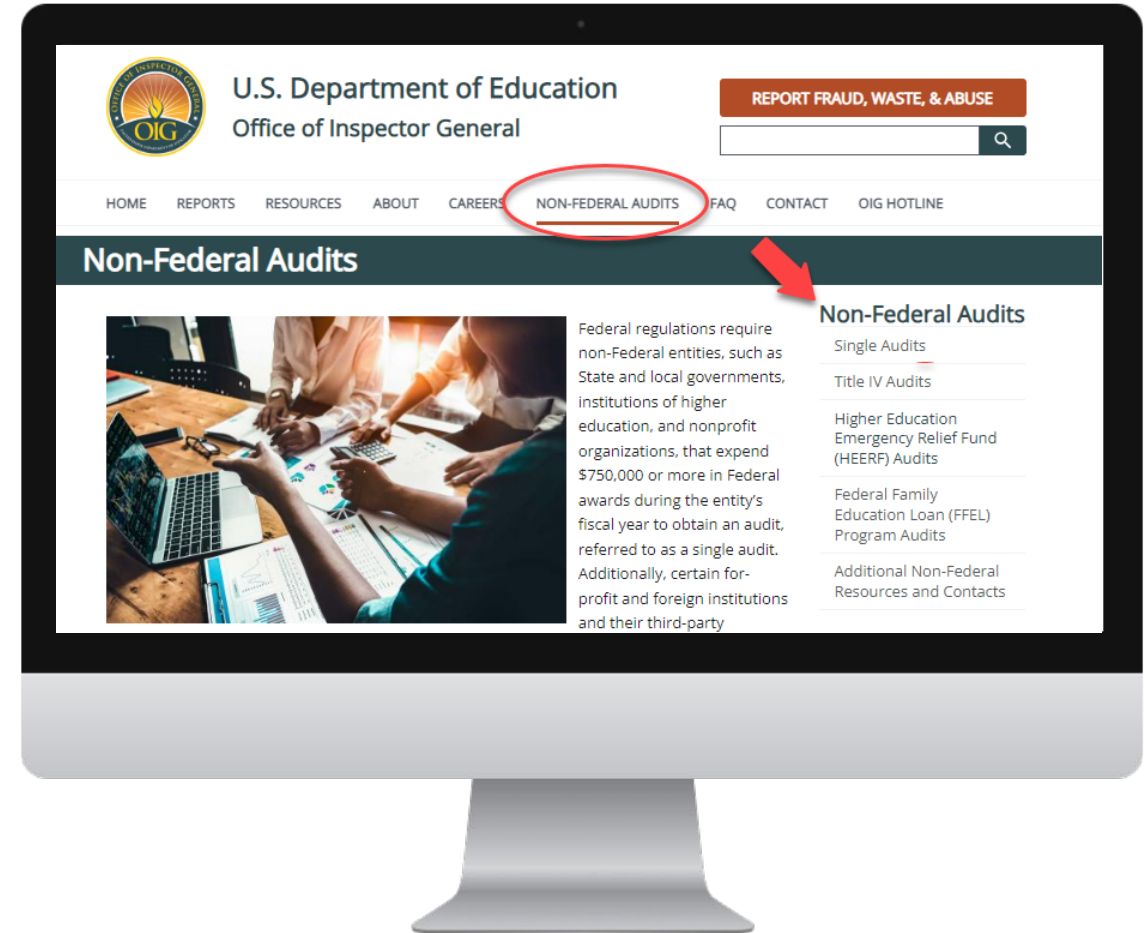 OFFICE OF INSPECTOR GENERAL
OIG
U.S. Department of Education
Office of Inspector General
REPORT FRAUD, WASTE, & ABUSE
HOME REPORTS RESOURCES ABOUT CAREERS NON-FEDERAL AUDITS FAQ CONTACT OIG HOTLINE
Non-Federal Audits
Federal regulations require
non-Federal entities, such as
State and local governments,
institutions of higher
education, and nonprofit
organizations, that expend
$750,000 or more in Federal
awards during the entity’s
fiscal year to obtain an audit,
referred to as a single audit.
Additionally, certain for-
profit and foreign institutions
and their third-party
Non-Federal Audits
Single Audits
Title IV Audits
Higher Education
Emergency Relief Fund
(HEERF) Audits
Federal Family
Education Loan (FFEL)
Program Audits
Additional Non-Federal
Resources and Contacts